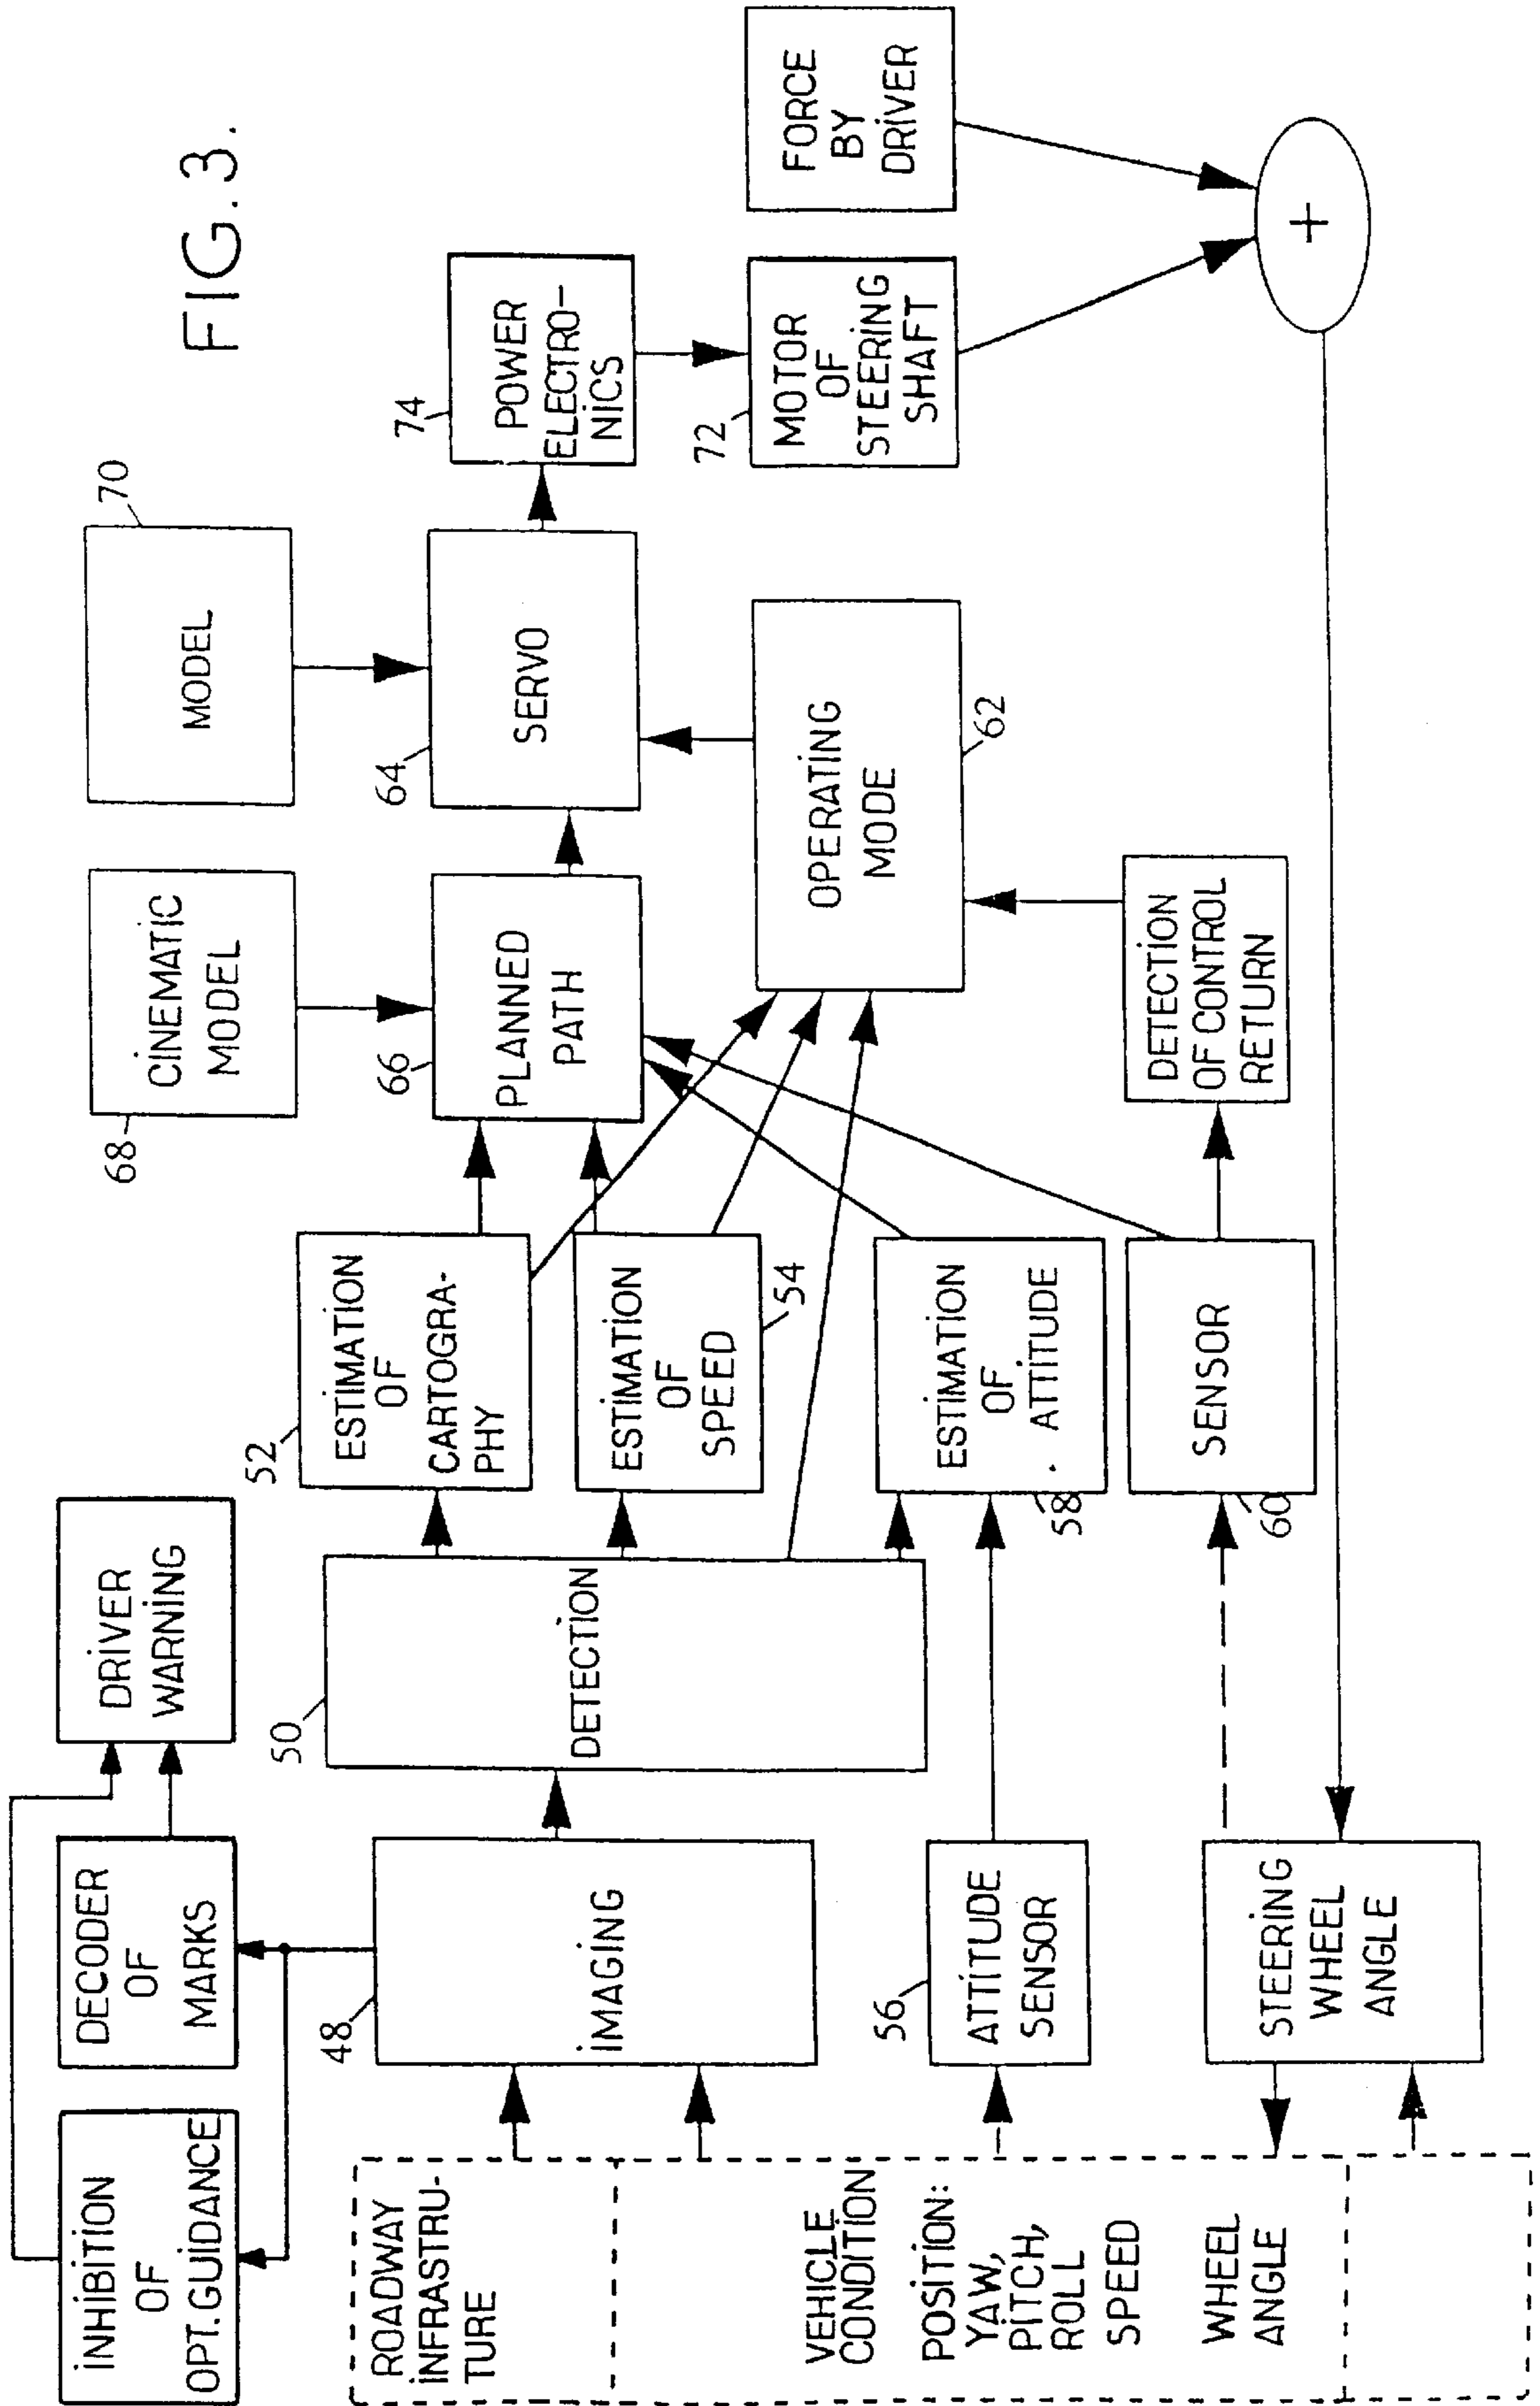 FIG.3.
INHIBITION
OF
OPT.GUIDANCE
DECODER
OF
MARKS
DRIVER
WARNING
68
CINEMATIC
MODEL
MODEL
70
ROADWAY
INFRASTRU-
TURE
VEHICLE
CONDITION
POSITION:
YAW,
PITCH,
ROLL
SPEED
WHEEL
ANGLE
48
IMAGING
50
DETECTION
52
ESTIMATION
OF
CARTOGRA-
PHY
ESTIMATION
OF
SPEED
54
66
PLANNED
PATH
64
SERVO
74
POWER
ELECTRO-
NICS
72
MOTOR
OF
STEERING
SHAFT
FORCE
BY
DRIVER
OPERATING
MODE
62
56
ATTITUDE
SENSOR
ESTIMATION
OF
ATTITUDE
58
SENSOR
60
DETECTION
OF CONTROL
RETURN
STEERING
WHEEL
ANGLE
+